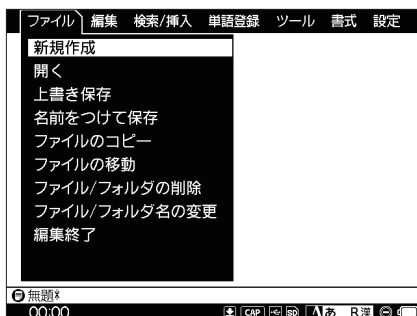 ファイル 編集 検索/挿入 単語登録 ツール 書式 設定
新規作成
開く
上書き保存
名前をつけて保存
ファイルのコピー
ファイルの移動
ファイル/フォルダの削除
ファイル/フォルダ名の変更
編集終了
無題*
00:00 CAP SD あ R漢